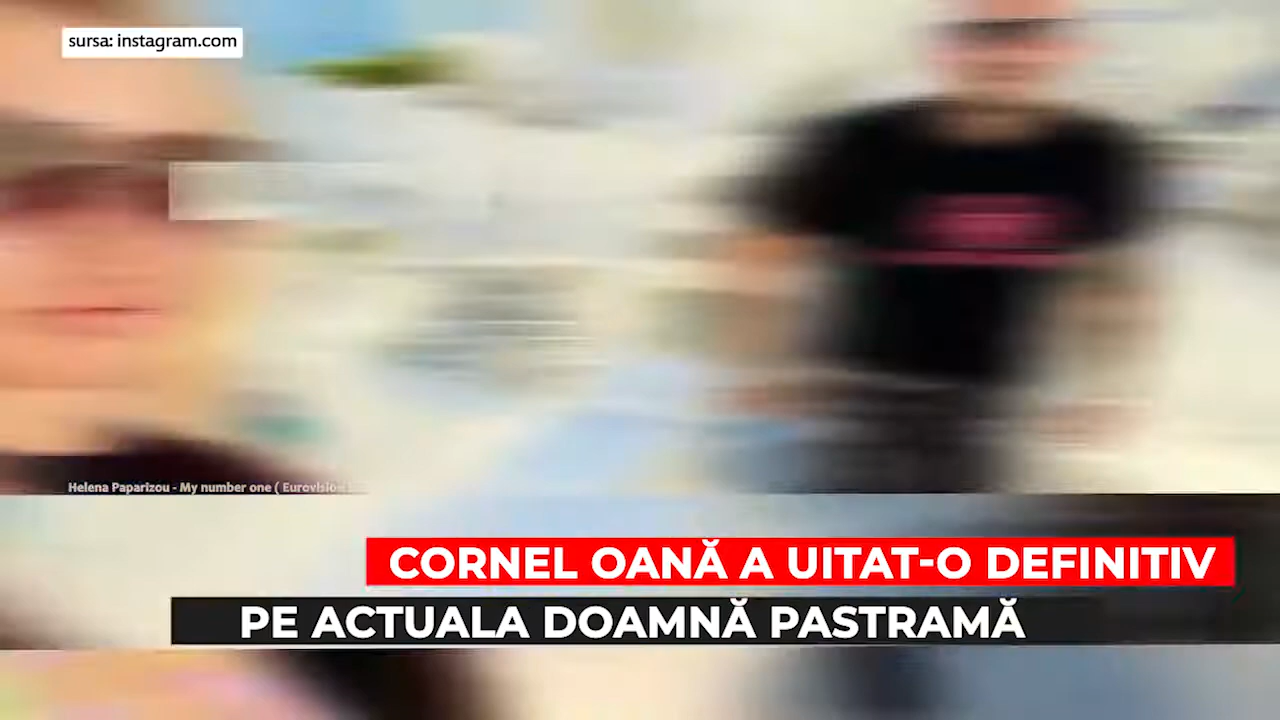 sursa: instagram.com
Helena Paparizou - My number one ( Eurovision
CORNEL OANĂ A UITAT-O DEFINITIV
PE ACTUALA DOAMNĂ PASTRAMĂ